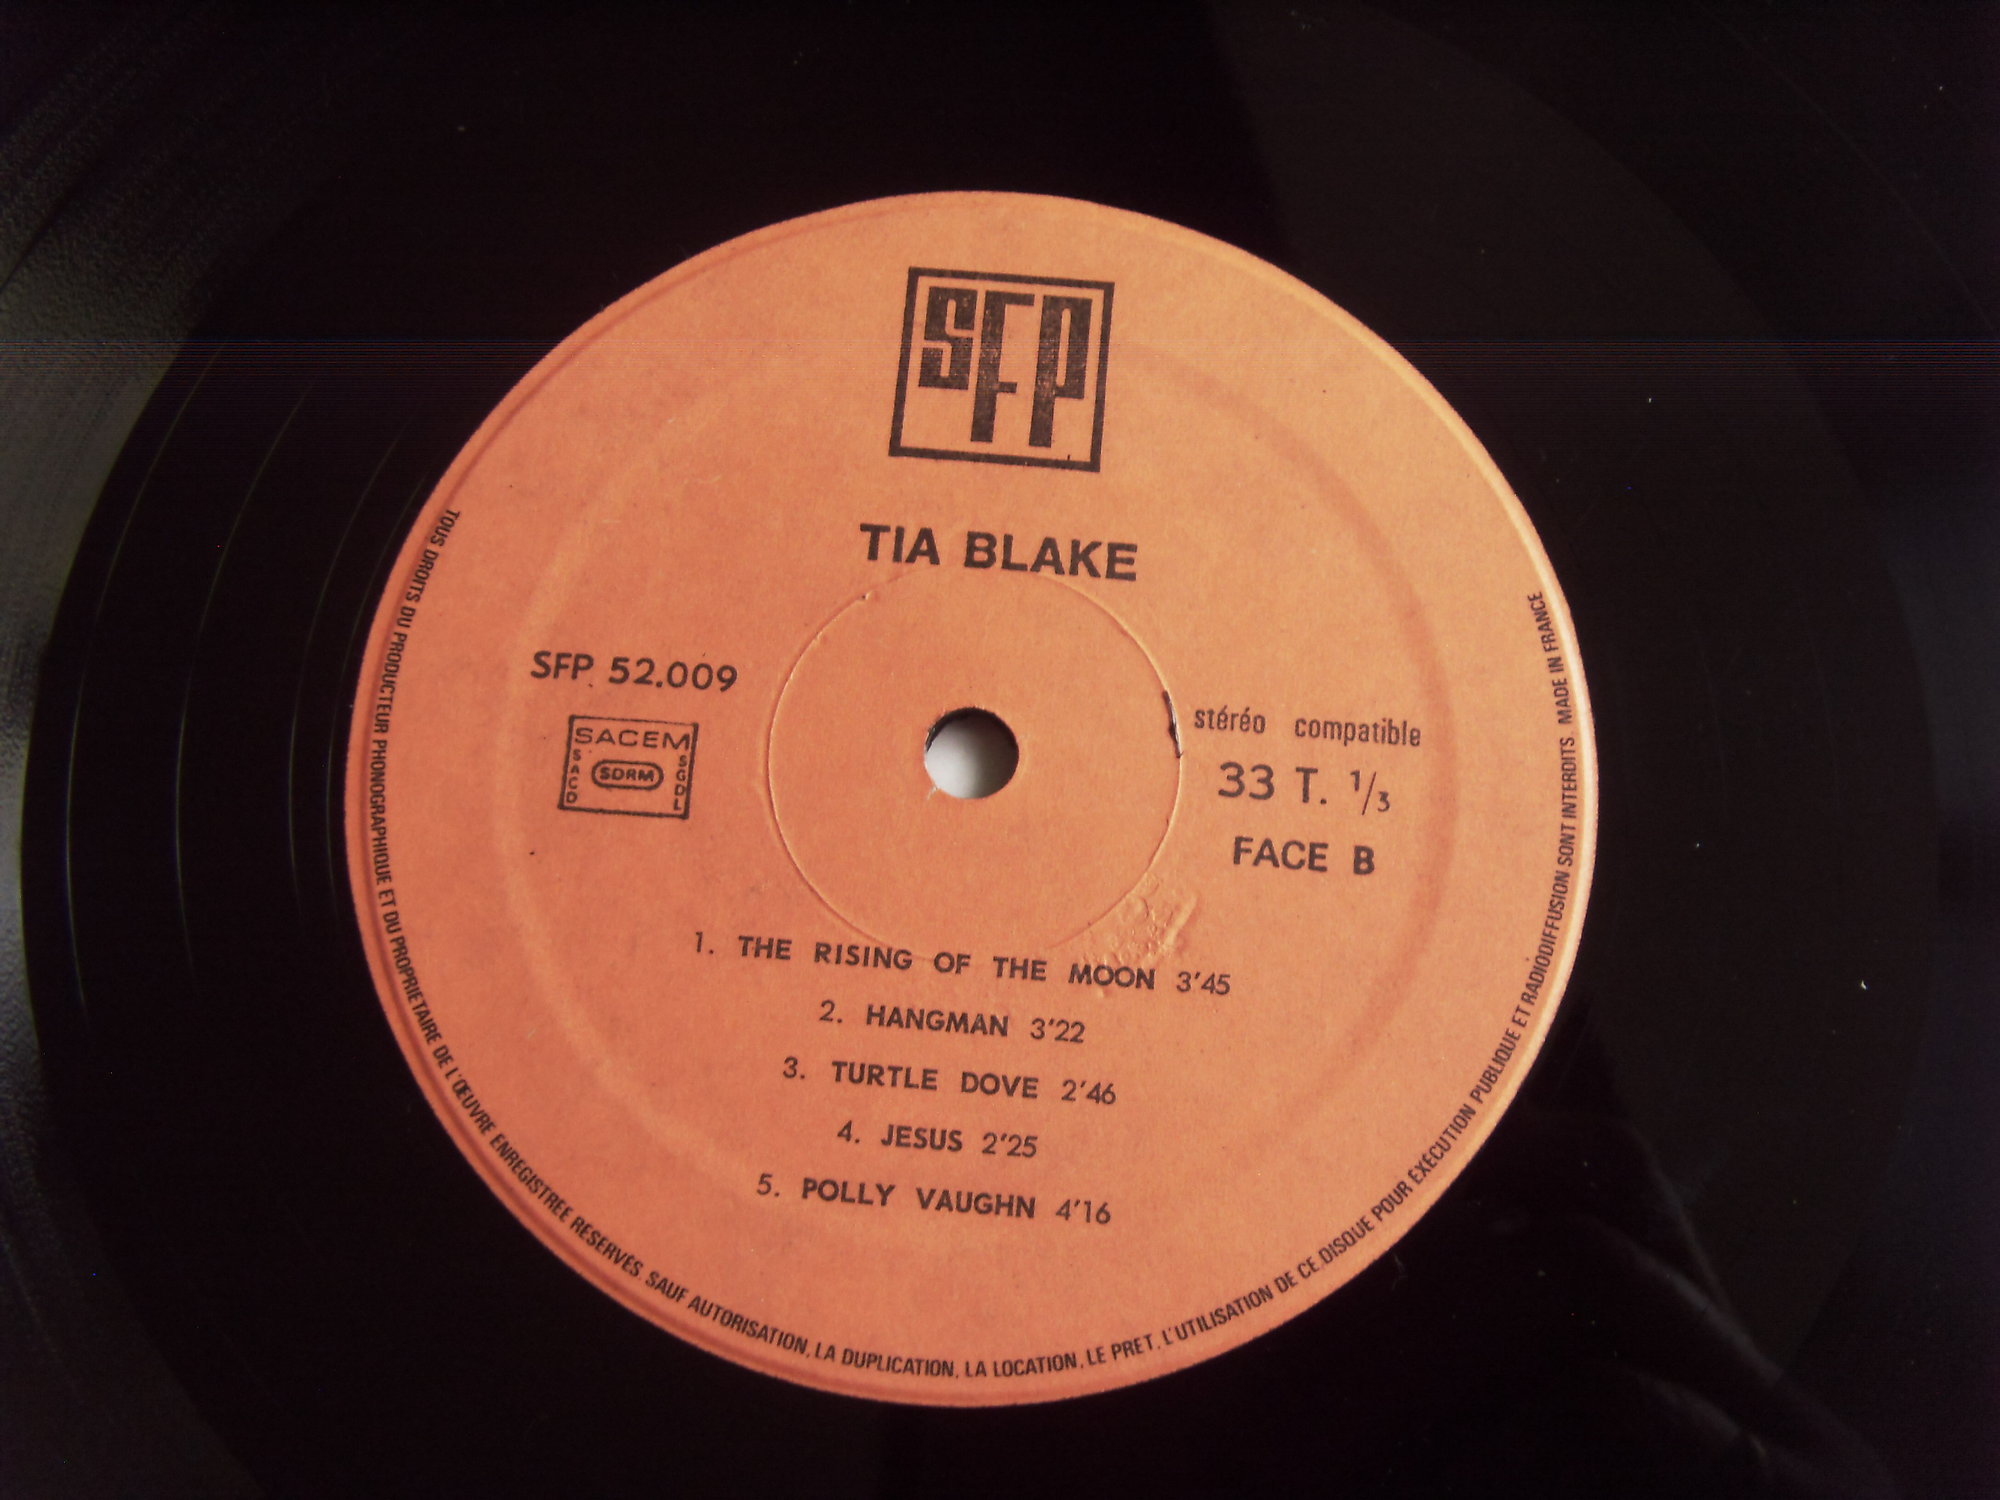 SFP
TIA BLAKE
SFP 52.009
SACEM
SACD
SDRM
SGDL
stéréo compatible
33 T. 1/3
FACE B
1. THE RISING OF THE MOON 3'45
2. HANGMAN 3'22
3. TURTLE DOVE 2'46
4. JESUS 2'25
5. POLLY VAUGHN 4'16
TOUS DROITS DU PRODUCTEUR PHONOGRAPHIQUE ET DU PROPRIETAIRE DE L'ŒUVRE ENREGISTREE RESERVÉS. SAUF AUTORISATION, LA DUPLICATION, LA LOCATION, LE PRET, L'UTILISATION DE CE DISQUE POUR EXÉCUTION PUBLIQUE ET RADIODIFFUSION SONT INTERDITS. MADE IN FRANCE